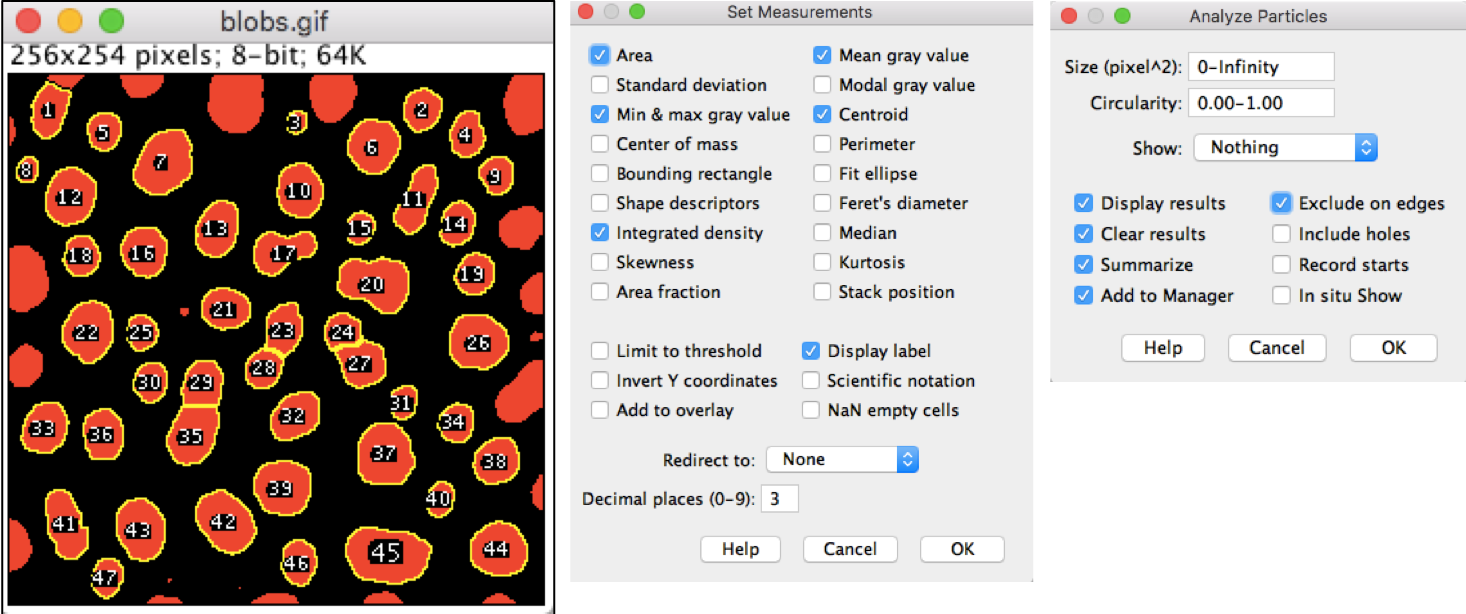 blobs.gif
256x254 pixels; 8-bit; 64K
1
2
3
4
5
6
7
8
9
10
11
12
13
14
15
16
17
18
19
20
21
22
23
24
25
26
27
28
29
30
31
32
33
34
35
36
37
38
39
40
41
42
43
44
45
46
47
Set Measurements
Area Mean gray value
Standard deviation Modal gray value
Min & max gray value Centroid
Center of mass Perimeter
Bounding rectangle Fit ellipse
Shape descriptors Feret's diameter
Integrated density Median
Skewness Kurtosis
Area fraction Stack position
Limit to threshold Display label
Invert Y coordinates Scientific notation
Add to overlay NaN empty cells
Redirect to: None
Decimal places (0-9): 3
Help Cancel OK
Analyze Particles
Size (pixel^2): 0-Infinity
Circularity: 0.00-1.00
Show: Nothing
Display results Exclude on edges
Clear results Include holes
Summarize Record starts
Add to Manager In situ Show
Help Cancel OK